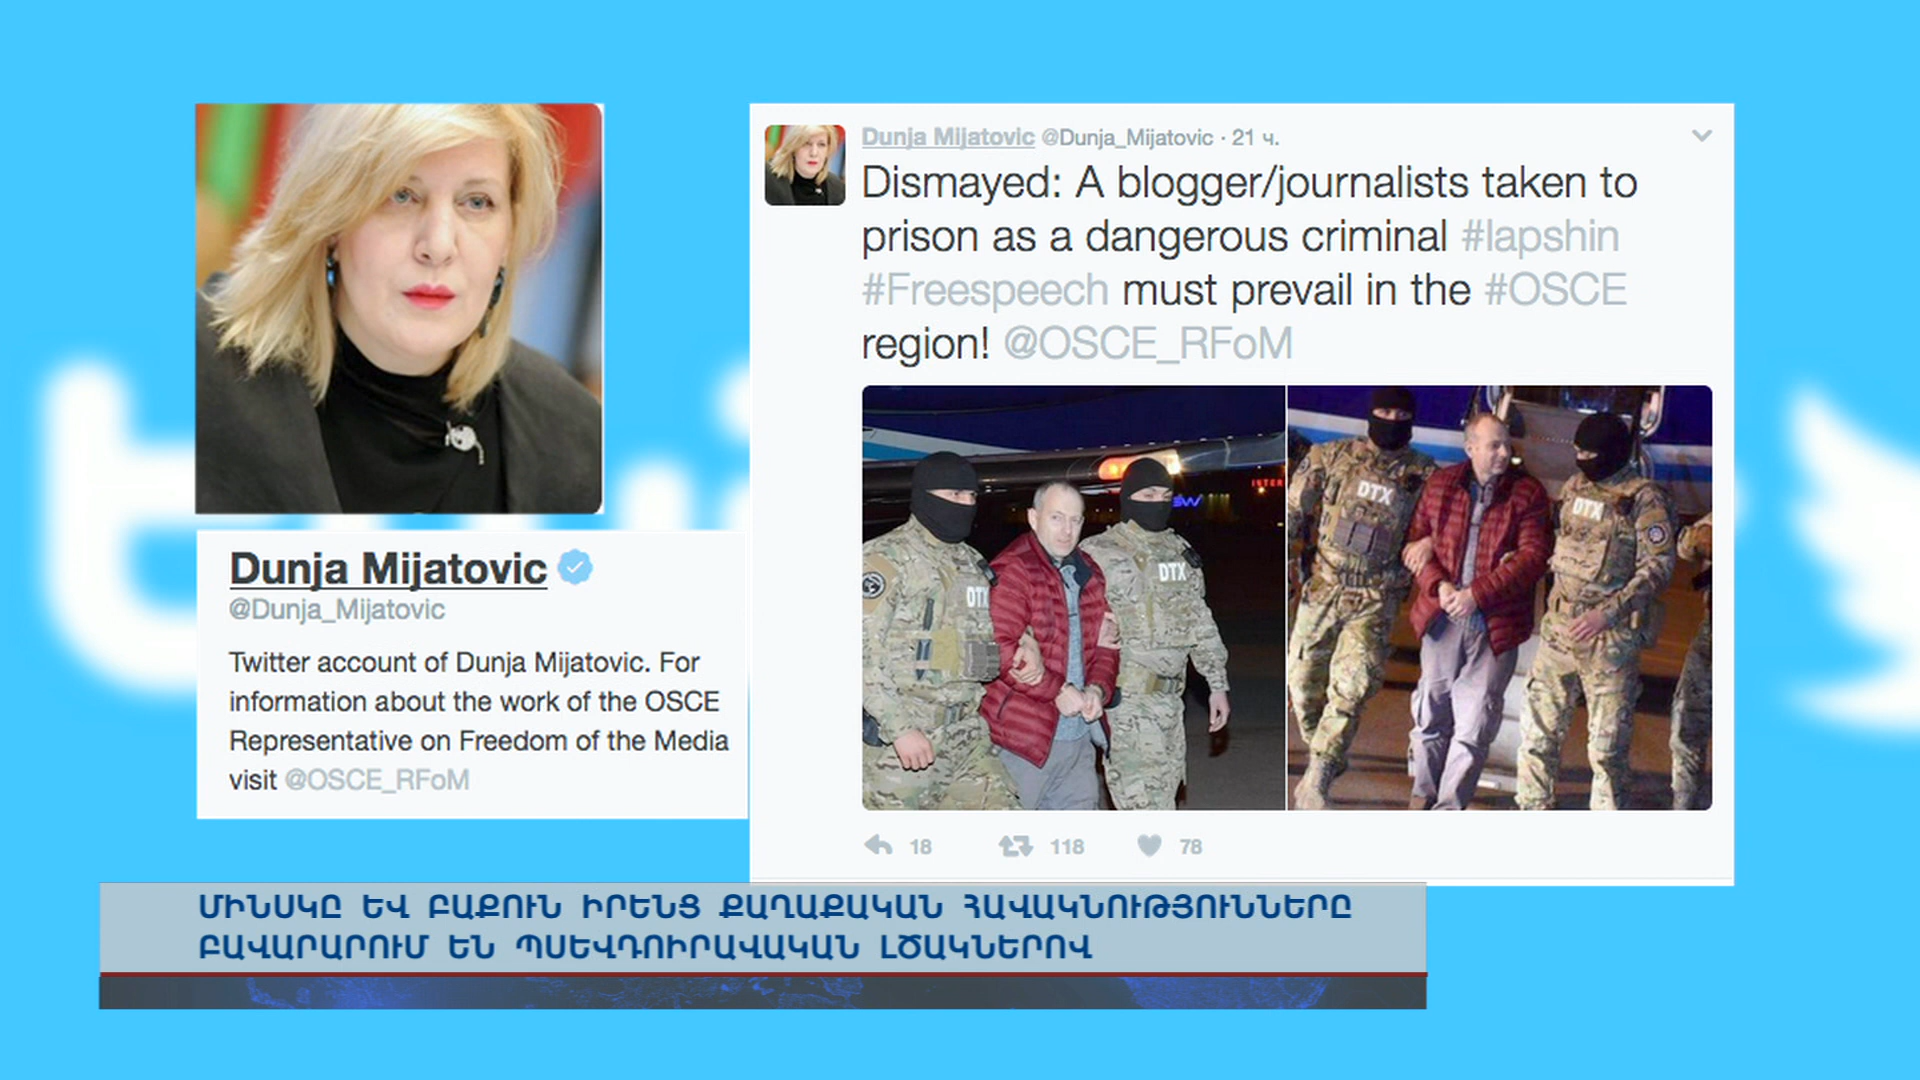 Dunja Mijatovic @Dunja_Mijatovic · 21 ч.
Dismayed: A blogger/journalists taken to
prison as a dangerous criminal #lapshin
#Freespeech must prevail in the #OSCE
region! @OSCE_RFoM
DTX
DTX
DTX
DTX
18 118 78
Dunja Mijatovic
@Dunja_Mijatovic
Twitter account of Dunja Mijatovic. For
information about the work of the OSCE
Representative on Freedom of the Media
visit @OSCE_RFoM
ՄԻՆՍԿԸ ԵՎ ԲԱՔՈՒՆ ԻՐԵՆՑ ՔԱՂԱՔԱԿԱՆ ՀԱՎԱԿՆՈՒԹՅՈՒՆՆԵՐԸ
ԲԱՎԱՐԱՐՈՒՄ ԵՆ ՊՍԵՎԴՈԻՐԱՎԱԿԱՆ ԼԾԱԿՆԵՐՈՎ